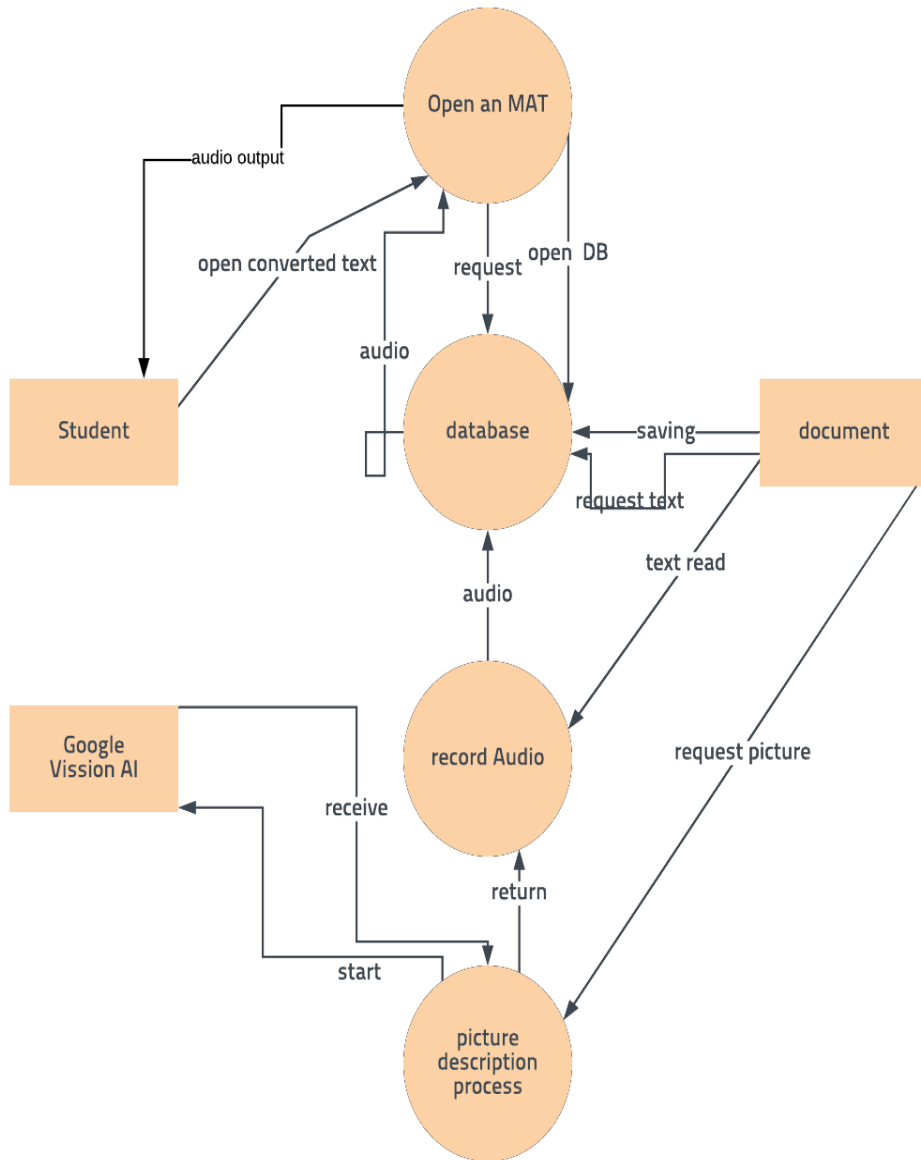 Open an MAT
audio output
open converted text
request
open  DB
audio
Student
database
saving
document
request text
text read
audio
Google
Vission AI
record Audio
request picture
receive
return
start
picture
description
process